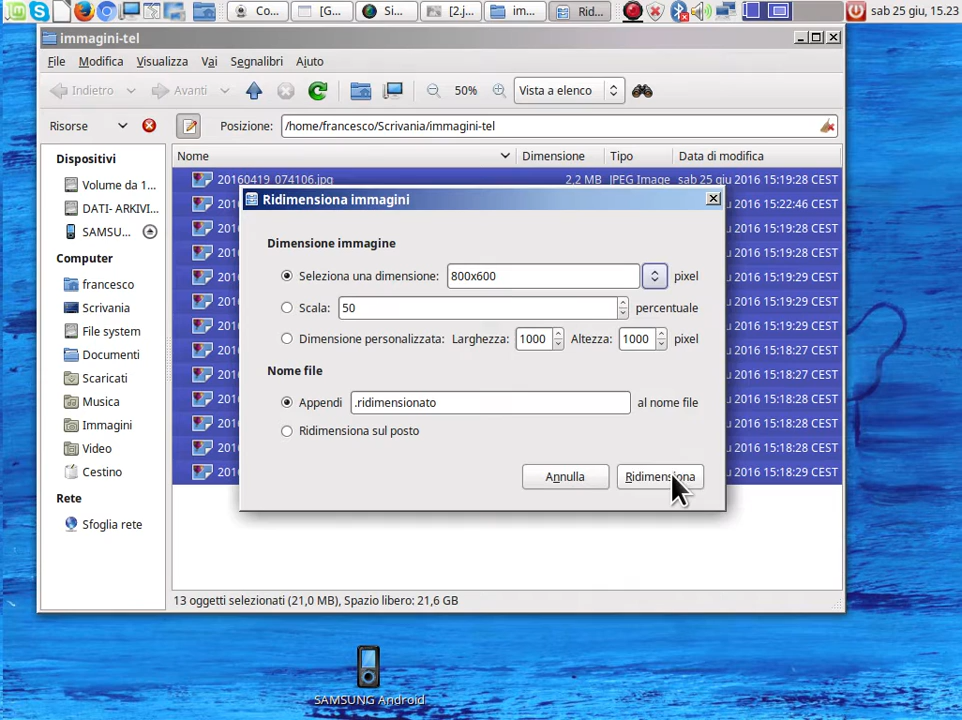 Co... [G... Si... [2.j... im... Rid... sab 25 giu, 15.23
immagini-tel
File Modifica Visualizza Vai Segnalibri Aiuto
Indietro Avanti 50% Vista a elenco
Risorse Posizione: /home/francesco/Scrivania/immagini-tel
Nome Dimensione Tipo Data di modifica
Dispositivi
Volume da 1...
DATI- ARKIVI...
SAMSU...
Computer
francesco
Scrivania
File system
Documenti
Scaricati
Musica
Immagini
Video
Cestino
Rete
Sfoglia rete
20160419_074106.jpg 2,2 MB JPEG Image sab 25 giu 2016 15:19:28 CEST
2016 15:22:46 CEST
2016 15:19:28 CEST
2016 15:19:28 CEST
2016 15:19:29 CEST
2016 15:19:29 CEST
2016 15:19:29 CEST
2016 15:18:27 CEST
2016 15:18:27 CEST
2016 15:18:28 CEST
2016 15:18:28 CEST
2016 15:18:28 CEST
2016 15:18:29 CEST
Ridimensiona immagini
Dimensione immagine
Seleziona una dimensione: 800x600 pixel
Scala: 50 percentuale
Dimensione personalizzata: Larghezza: 1000 Altezza: 1000 pixel
Nome file
Appendi .ridimensionato al nome file
Ridimensiona sul posto
Annulla Ridimensiona
13 oggetti selezionati (21,0 MB), Spazio libero: 21,6 GB
SAMSUNG Android